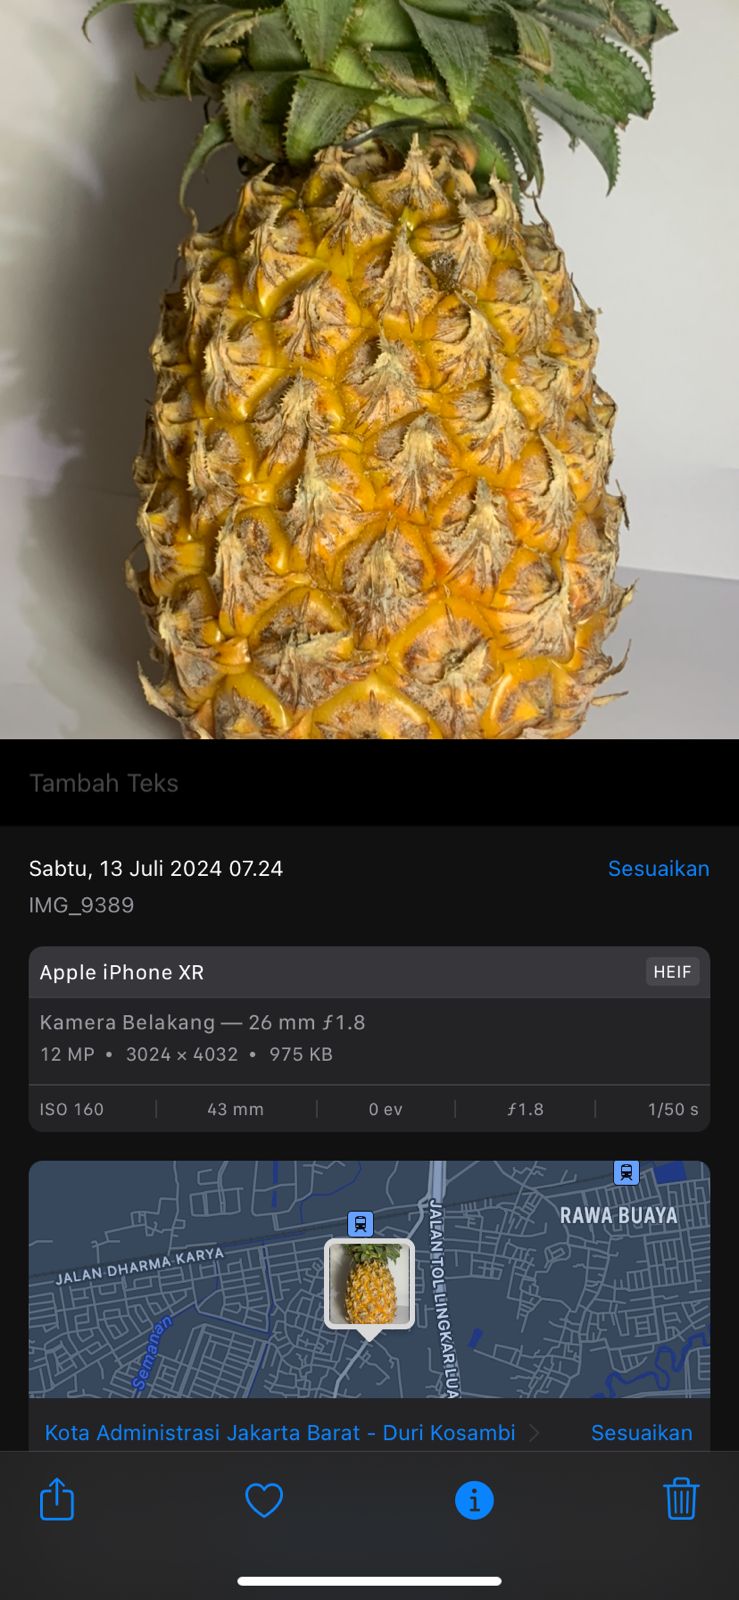 Tambah Teks
Sabtu, 13 Juli 2024 07.24
Sesuaikan
IMG_9389
Apple iPhone XR
HEIF
Kamera Belakang — 26 mm ƒ1.8
12 MP • 3024 × 4032 • 975 KB
ISO 160
43 mm
0 ev
ƒ1.8
1/50 s
RAWA BUAYA
JALAN DHARMA KARYA
JALAN TOL LINGKAR LUA
Semanan
Kota Administrasi Jakarta Barat - Duri Kosambi
Sesuaikan